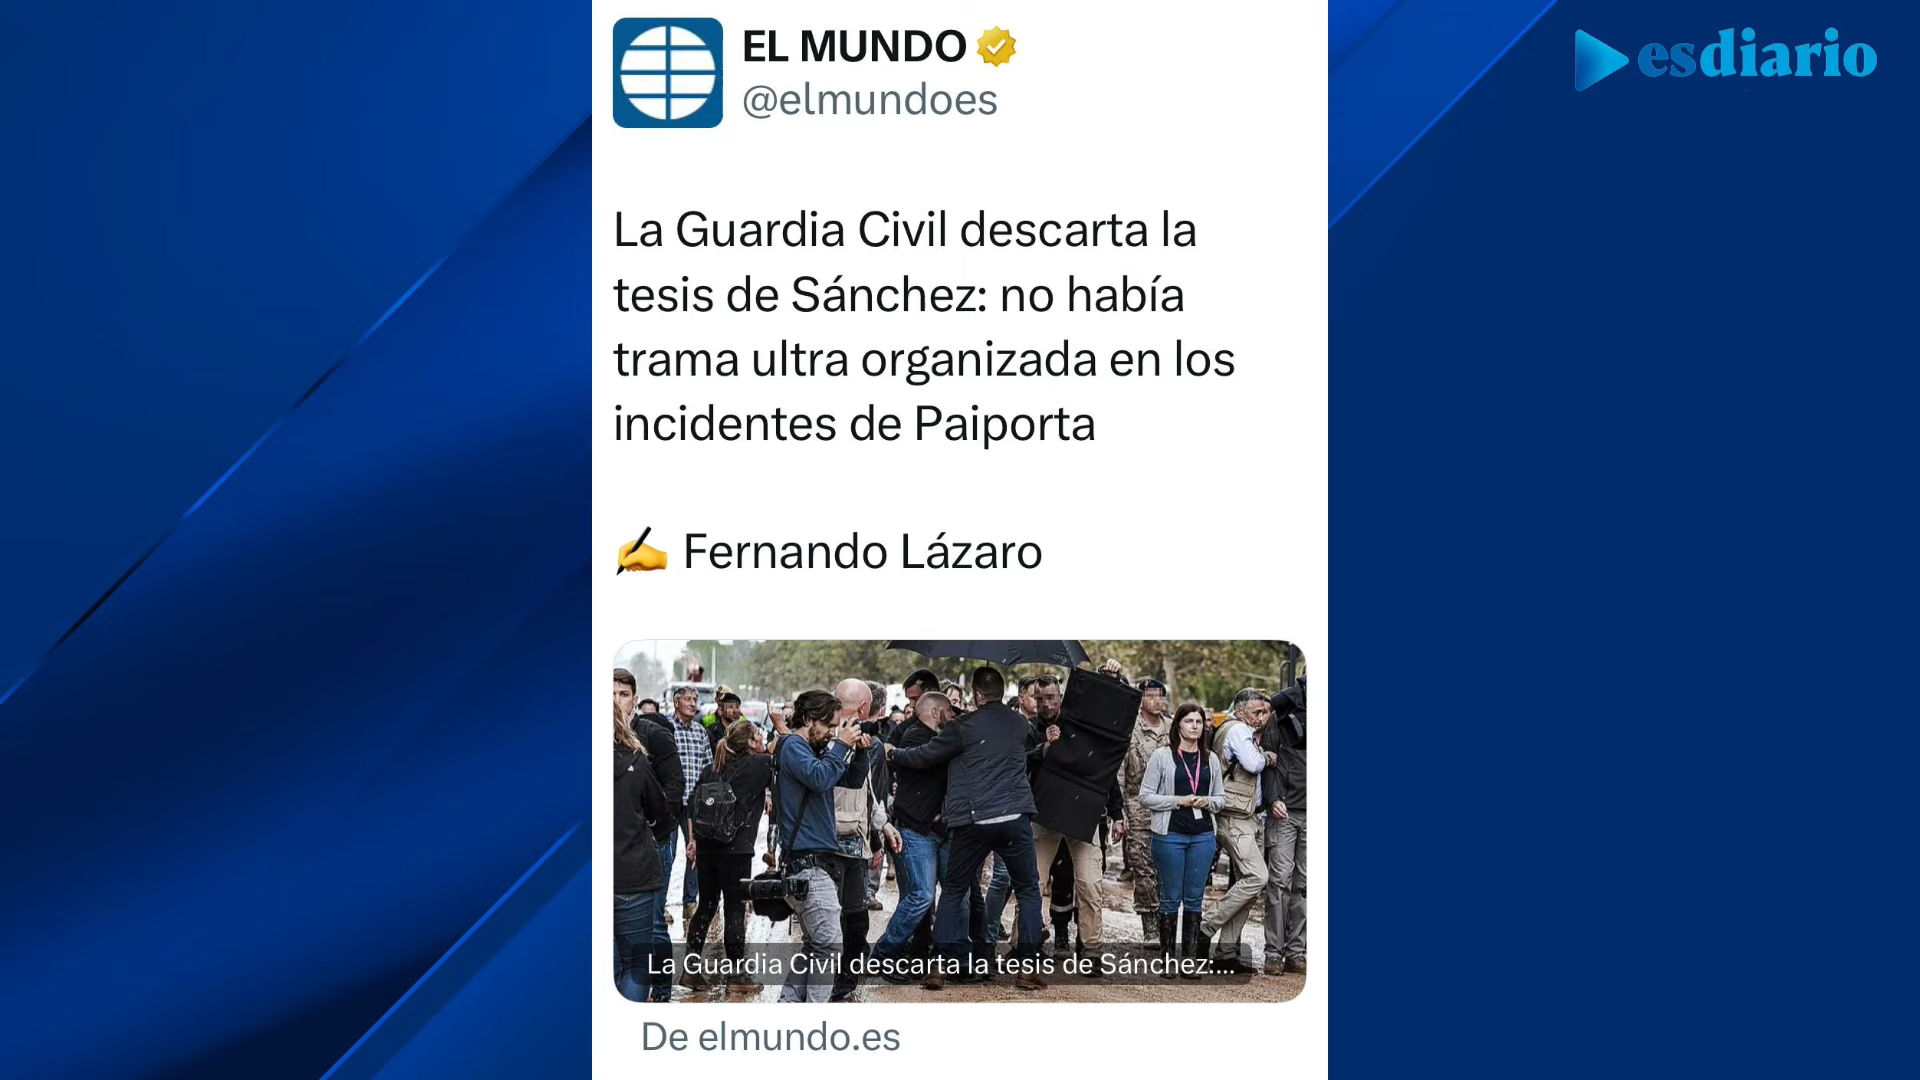 EL MUNDO
@elmundoes
esdiario
La Guardia Civil descarta la
tesis de Sánchez: no había
trama ultra organizada en los
incidentes de Paiporta
Fernando Lázaro
La Guardia Civil descarta la tesis de Sánchez:...
De elmundo.es